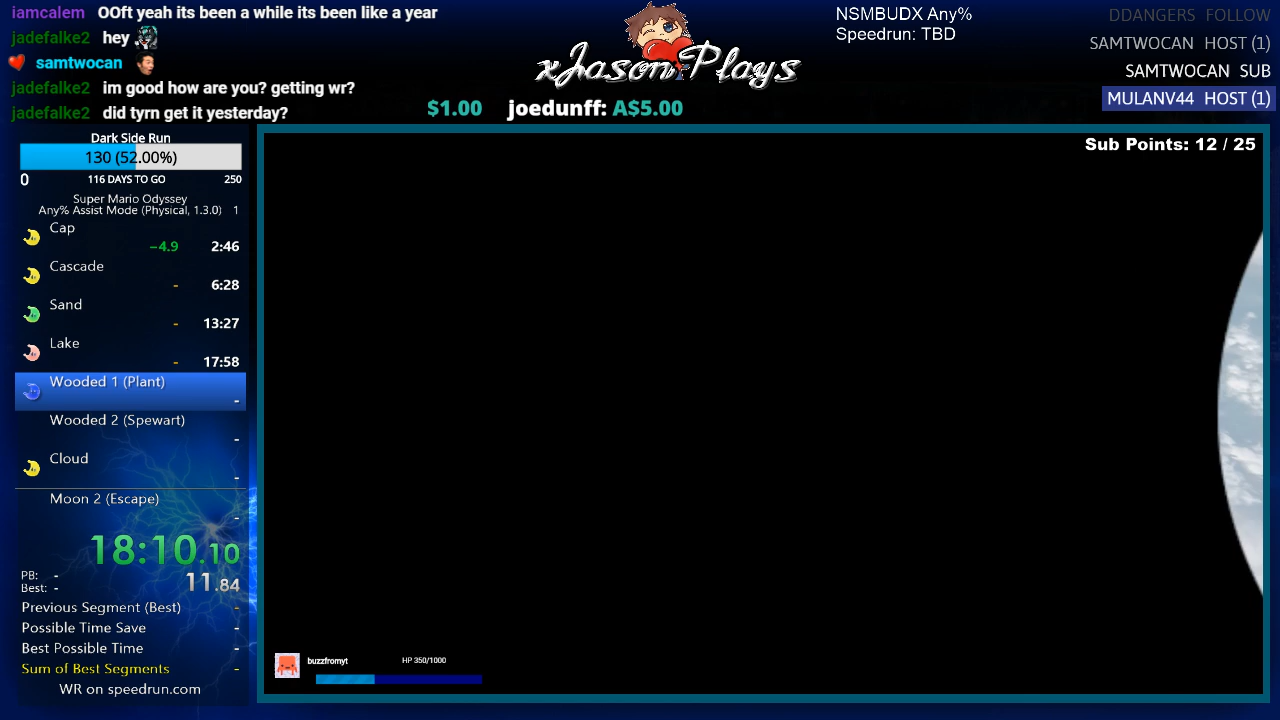 iamcalem OOft yeah its been a while its been like a year
jadefalke2 hey
samtwocan
jadefalke2 im good how are you? getting wr?
jadefalke2 did tyrn get it yesterday?
xJasonPlays
$1.00 joedunff: A$5.00
NSMBUDX Any%
Speedrun: TBD
DDANGERS FOLLOW
SAMTWOCAN HOST (1)
SAMTWOCAN SUB
MULANV44 HOST (1)
Sub Points: 12 / 25
Dark Side Run
130 (52.00%)
0 116 DAYS TO GO 250
Super Mario Odyssey
Any% Assist Mode (Physical, 1.3.0) 1
Cap
−4.9 2:46
Cascade
- 6:28
Sand
- 13:27
Lake
- 17:58
Wooded 1 (Plant)
-
Wooded 2 (Spewart)
-
Cloud
-
Moon 2 (Escape)
-
18:10.10
PB: -
Best: -
11.84
Previous Segment (Best) -
Possible Time Save -
Best Possible Time -
Sum of Best Segments -
WR on speedrun.com
buzzfromyt HP 350/1000